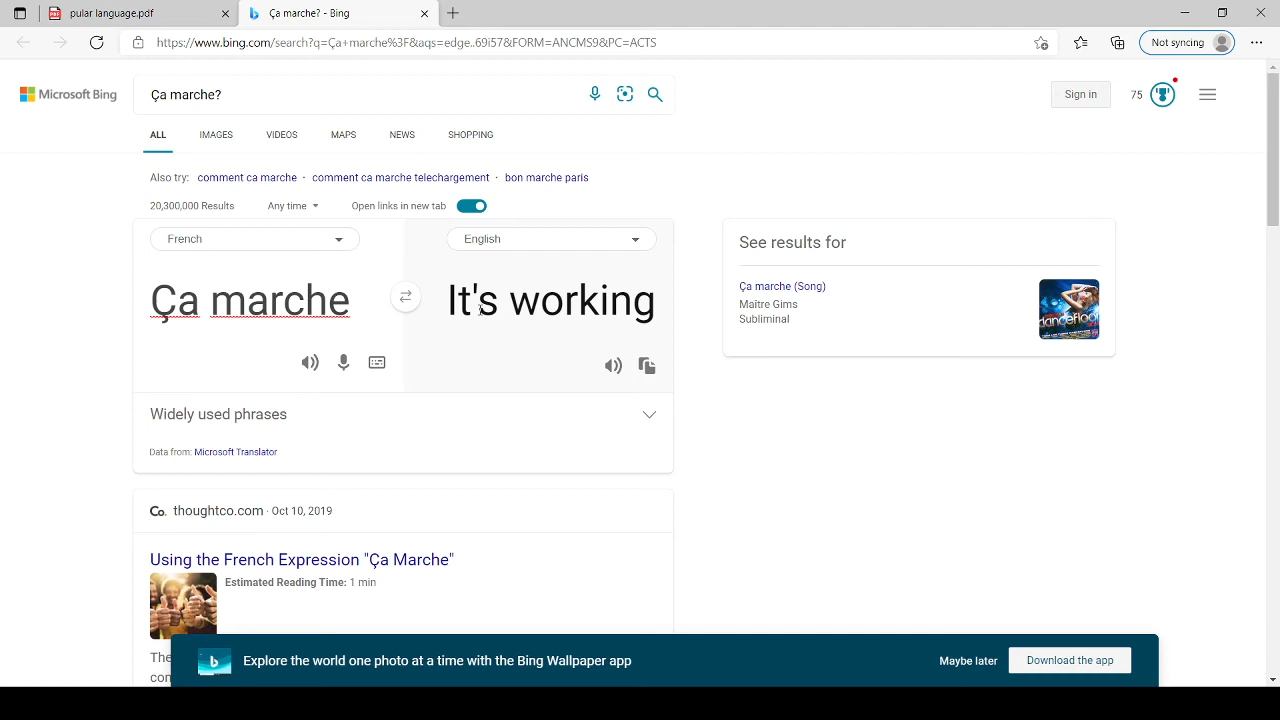 pular language.pdf
Ça marche? - Bing
https://www.bing.com/search?q=Ça+marche%3F&aqs=edge..69i57&FORM=ANCMS9&PC=ACTS
Not syncing
Microsoft Bing
Ça marche?
Sign in
75
ALL
IMAGES
VIDEOS
MAPS
NEWS
SHOPPING
Also try: comment ca marche · comment ca marche telechargement · bon marche paris
20,300,000 Results
Any time
Open links in new tab
French
English
Ça marche
It's working
Widely used phrases
Data from: Microsoft Translator
See results for
Ça marche (Song)
Maître Gims
Subliminal
dancefloor
Co. thoughtco.com · Oct 10, 2019
Using the French Expression "Ça Marche"
Estimated Reading Time: 1 min
Explore the world one photo at a time with the Bing Wallpaper app
Maybe later
Download the app